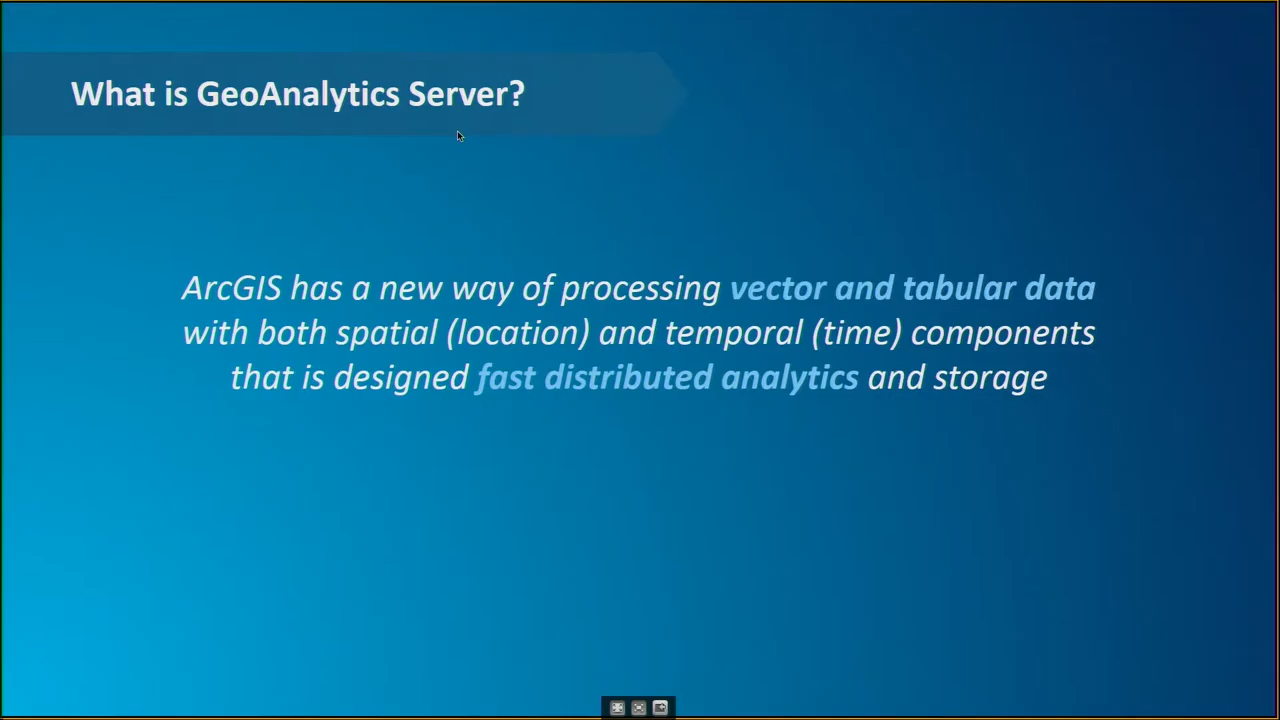 What is GeoAnalytics Server?
ArcGIS has a new way of processing vector and tabular data
with both spatial (location) and temporal (time) components
that is designed fast distributed analytics and storage